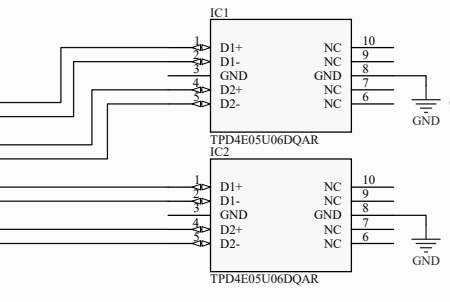 IC1
1 D1+ NC 10
2 D1- NC 9
3 GND GND 8
4 D2+ NC 7
5 D2- NC 6
GND
TPD4E05U06DQAR
IC2
1 D1+ NC 10
2 D1- NC 9
3 GND GND 8
4 D2+ NC 7
5 D2- NC 6
GND
TPD4E05U06DQAR